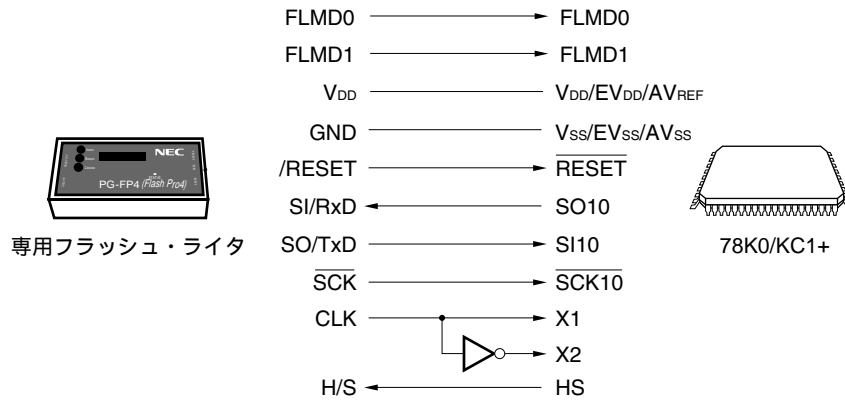 FLMD0 FLMD0
FLMD1 FLMD1
VDD VDD/EVDD/AVREF
GND VSS/EVSS/AVSS
/RESET RESET
SI/RxD SO10
SO/TxD SI10
SCK SCK10
CLK X1
X2
H/S HS
NEC
PG-FP4 (Flash Pro4)
専用フラッシュ・ライタ
78K0/KC1+